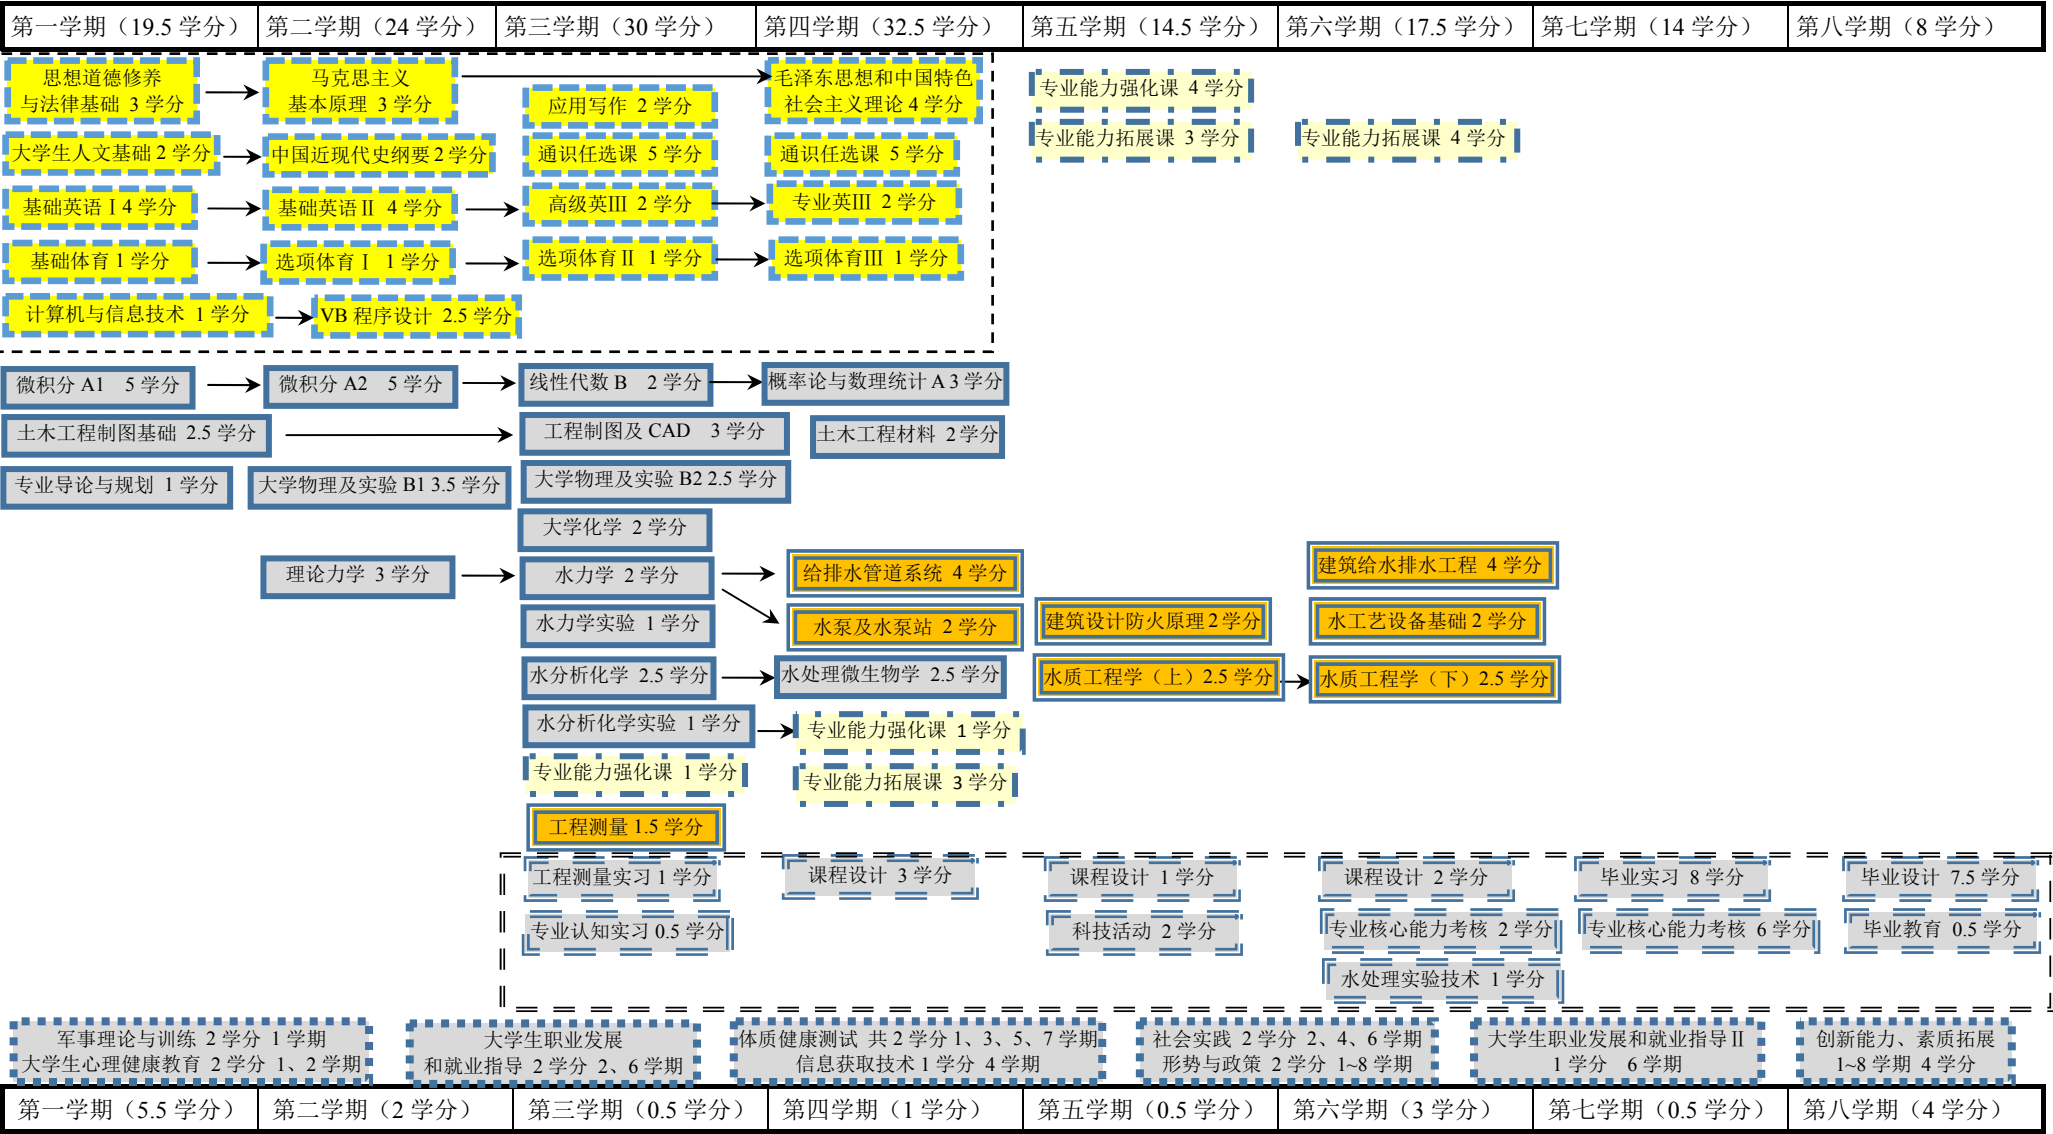 第一学期（19.5 学分）
第二学期（24 学分）
第三学期（30 学分）
第四学期（32.5 学分）
第五学期（14.5 学分）
第六学期（17.5 学分）
第七学期（14 学分）
第八学期（8 学分）
思想道德修养
与法律基础 3 学分
马克思主义
基本原理 3 学分
应用写作 2 学分
毛泽东思想和中国特色
社会主义理论 4 学分
专业能力强化课 4 学分
大学生人文基础 2 学分
中国近现代史纲要 2 学分
通识任选课 5 学分
通识任选课 5 学分
专业能力拓展课 3 学分
专业能力拓展课 4 学分
基础英语Ⅰ4 学分
基础英语Ⅱ 4 学分
高级英Ⅲ 2 学分
专业英Ⅲ 2 学分
基础体育 1 学分
选项体育Ⅰ 1 学分
选项体育Ⅱ 1 学分
选项体育Ⅲ 1 学分
计算机与信息技术 1 学分
VB 程序设计 2.5 学分
微积分 A1 5 学分
微积分 A2 5 学分
线性代数 B 2 学分
概率论与数理统计 A 3 学分
土木工程制图基础 2.5 学分
工程制图及 CAD 3 学分
土木工程材料 2 学分
专业导论与规划 1 学分
大学物理及实验 B1 3.5 学分
大学物理及实验 B2 2.5 学分
大学化学 2 学分
理论力学 3 学分
水力学 2 学分
给排水管道系统 4 学分
建筑给水排水工程 4 学分
水力学实验 1 学分
水泵及水泵站 2 学分
建筑设计防火原理 2 学分
水工艺设备基础 2 学分
水分析化学 2.5 学分
水处理微生物学 2.5 学分
水质工程学（上）2.5 学分
水质工程学（下）2.5 学分
水分析化学实验 1 学分
专业能力强化课 1 学分
专业能力强化课 1 学分
专业能力拓展课 3 学分
工程测量 1.5 学分
工程测量实习 1 学分
课程设计 3 学分
课程设计 1 学分
课程设计 2 学分
毕业实习 8 学分
毕业设计 7.5 学分
专业认知实习 0.5 学分
科技活动 2 学分
专业核心能力考核 2 学分
专业核心能力考核 6 学分
毕业教育 0.5 学分
水处理实验技术 1 学分
军事理论与训练 2 学分 1 学期
大学生心理健康教育 2 学分 1、2 学期
大学生职业发展
和就业指导 2 学分 2、6 学期
体质健康测试 共 2 学分 1、3、5、7 学期
信息获取技术 1 学分 4 学期
社会实践 2 学分 2、4、6 学期
形势与政策 2 学分 1~8 学期
大学生职业发展和就业指导Ⅱ
1 学分 6 学期
创新能力、素质拓展
1~8 学期 4 学分
第一学期（5.5 学分）
第二学期（2 学分）
第三学期（0.5 学分）
第四学期（1 学分）
第五学期（0.5 学分）
第六学期（3 学分）
第七学期（0.5 学分）
第八学期（4 学分）